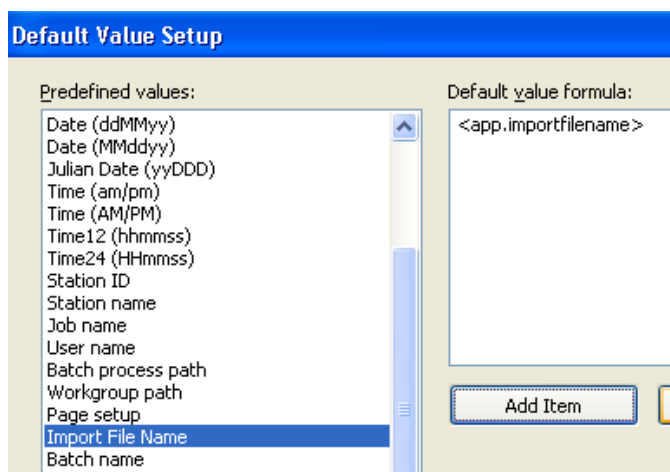 Default Value Setup
Predefined values:
Date (ddMMyy)
Date (MMddyy)
Julian Date (yyDDD)
Time (am/pm)
Time (AM/PM)
Time12 (hhmmss)
Time24 (HHmmss)
Station ID
Station name
Job name
User name
Batch process path
Workgroup path
Page setup
Import File Name
Batch name
Default value formula:
<app.importfilename>
Add Item